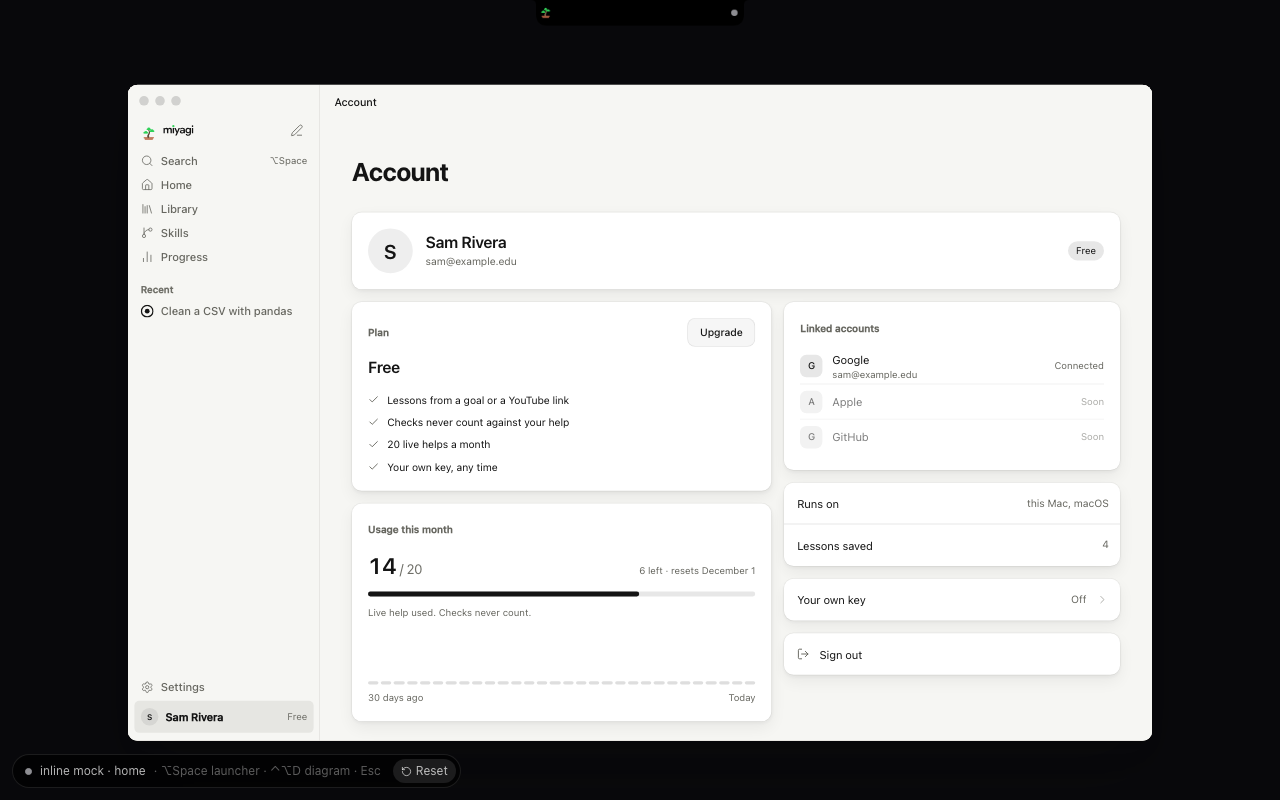 miyagi
Search ⌥Space
Home
Library
Skills
Progress
Recent
Clean a CSV with pandas
Settings
S Sam Rivera Free
Account
Account
S
Sam Rivera
sam@example.edu
Free
Plan
Upgrade
Free
Lessons from a goal or a YouTube link
Checks never count against your help
20 live helps a month
Your own key, any time
Usage this month
14 / 20
6 left · resets December 1
Live help used. Checks never count.
30 days ago Today
Linked accounts
G Google Connected
sam@example.edu
A Apple Soon
G GitHub Soon
Runs on this Mac, macOS
Lessons saved 4
Your own key Off
Sign out
inline mock · home · ⌥Space launcher · ^⌥D diagram · Esc Reset